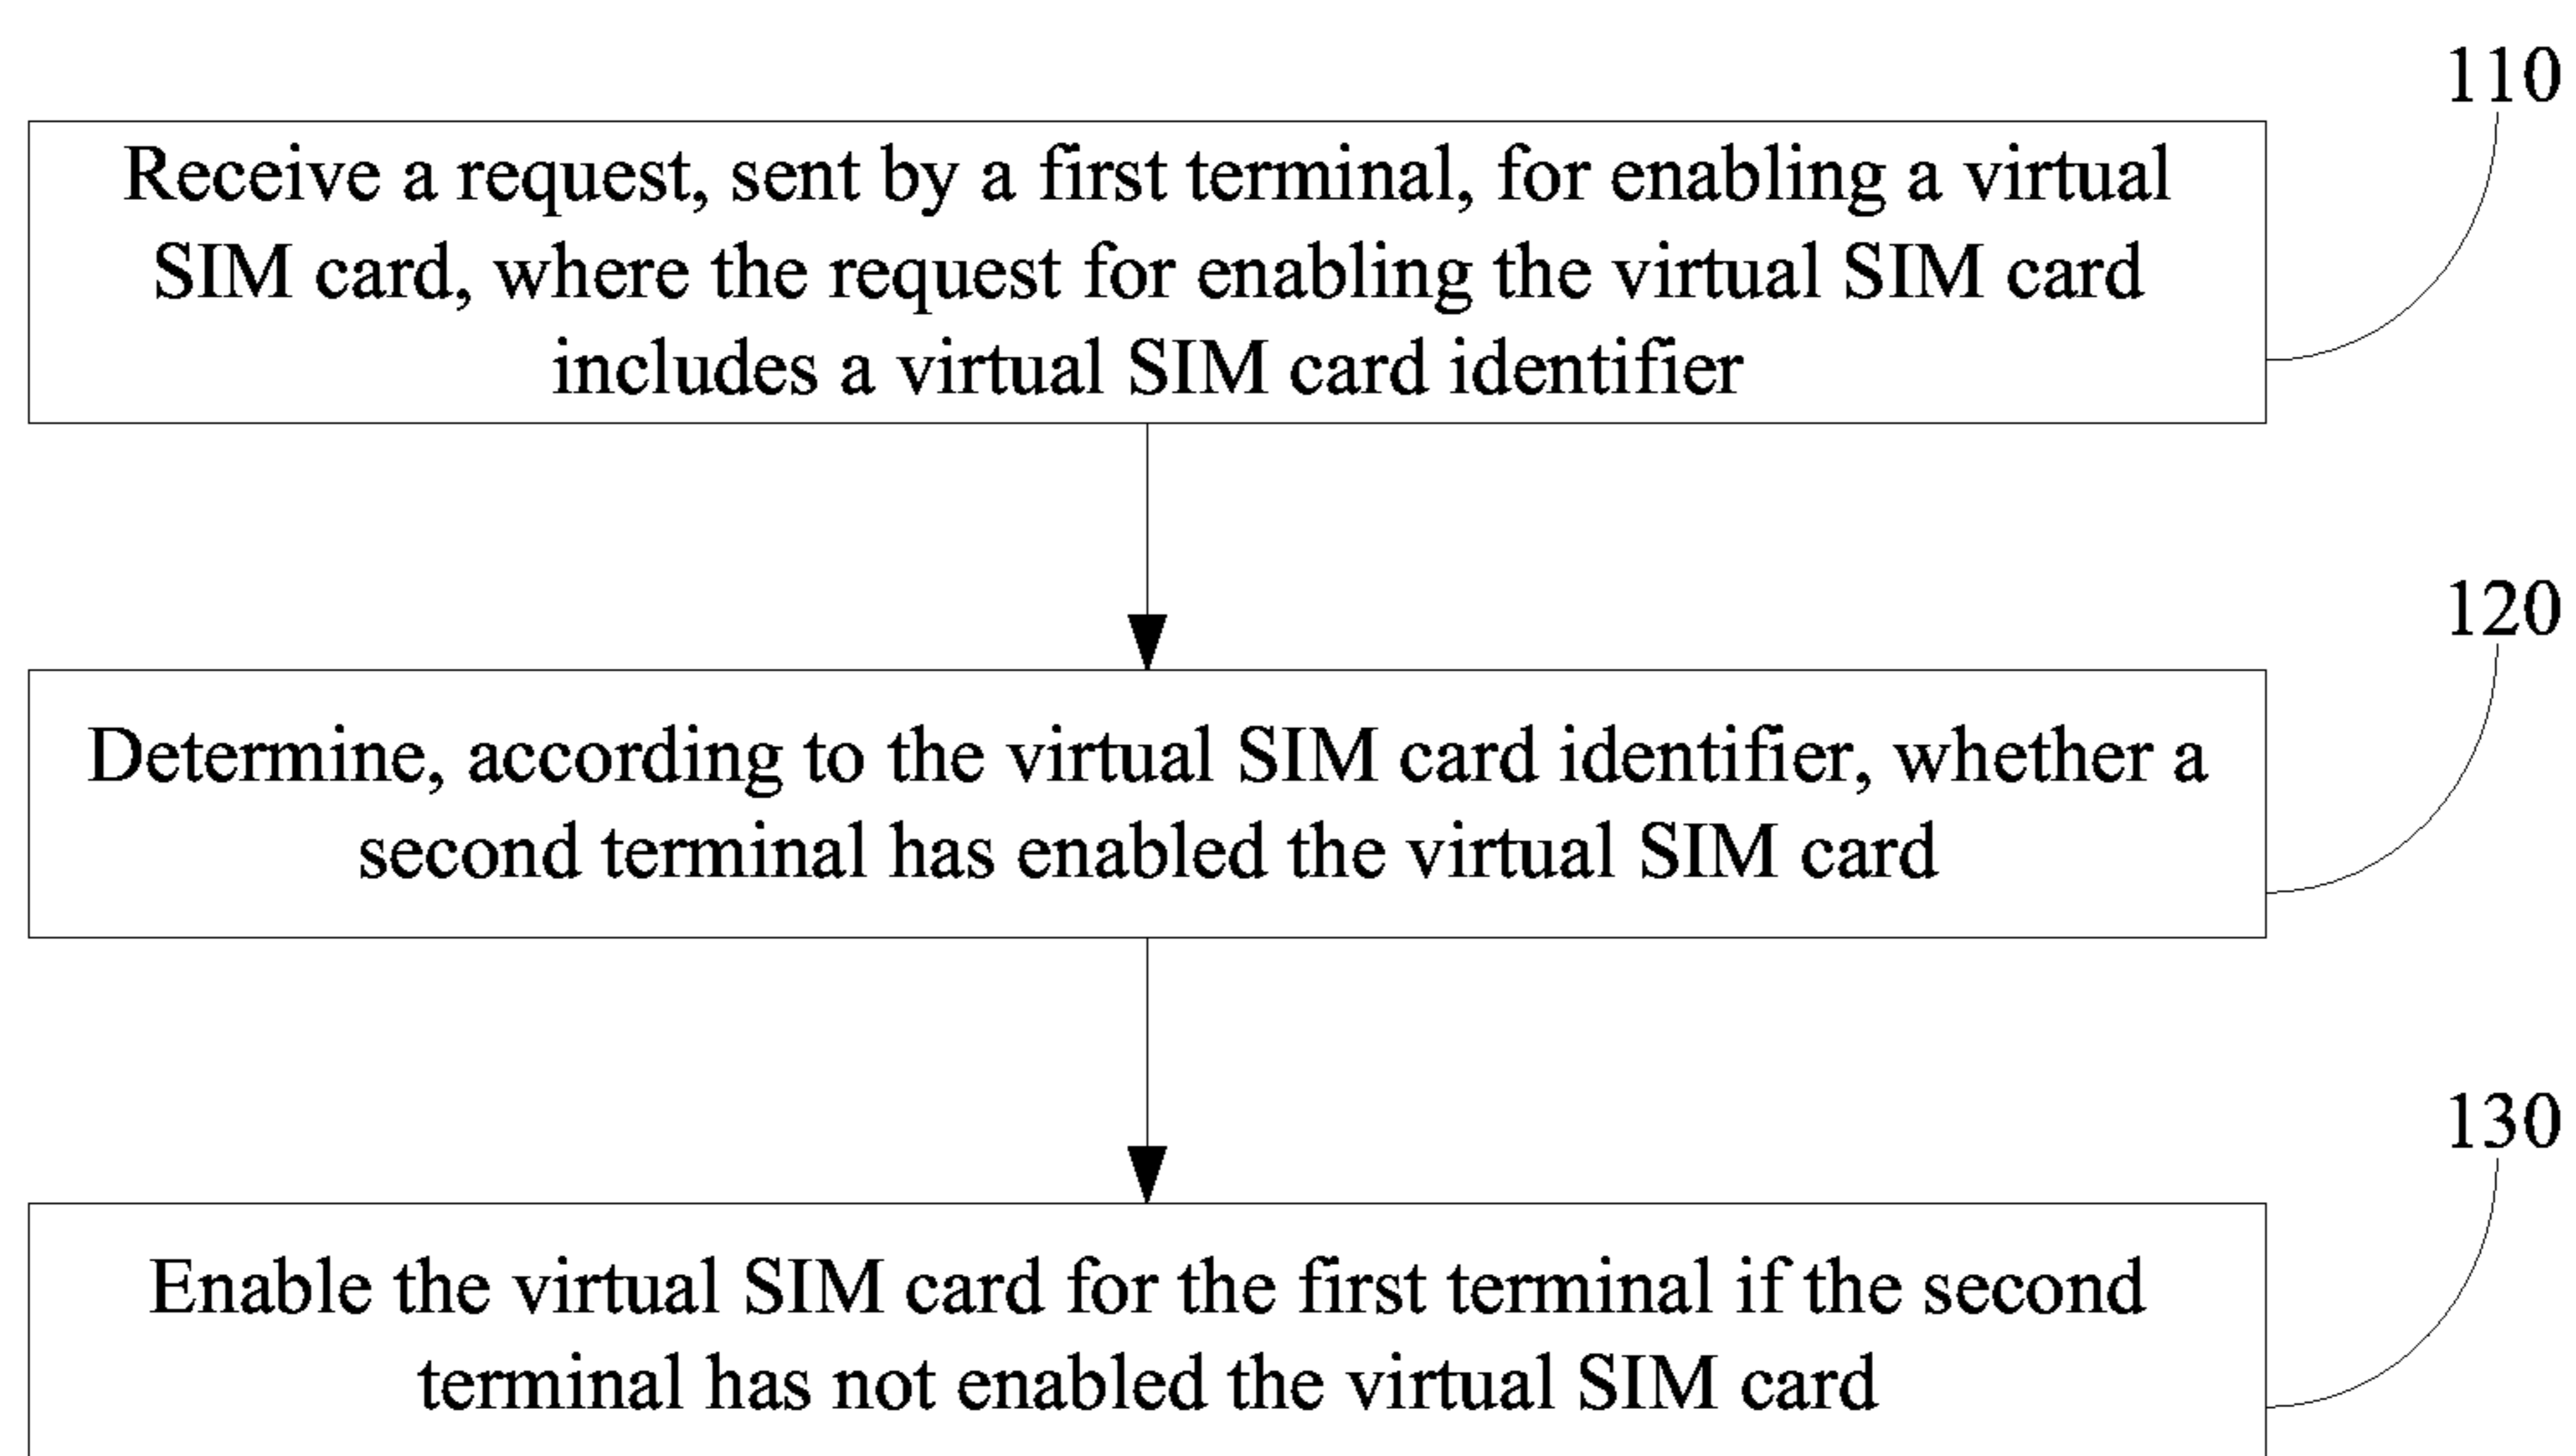 110
Receive a request, sent by a first terminal, for enabling a virtual
SIM card, where the request for enabling the virtual SIM card
includes a virtual SIM card identifier
120
Determine, according to the virtual SIM card identifier, whether a
second terminal has enabled the virtual SIM card
130
Enable the virtual SIM card for the first terminal if the second
terminal has not enabled the virtual SIM card